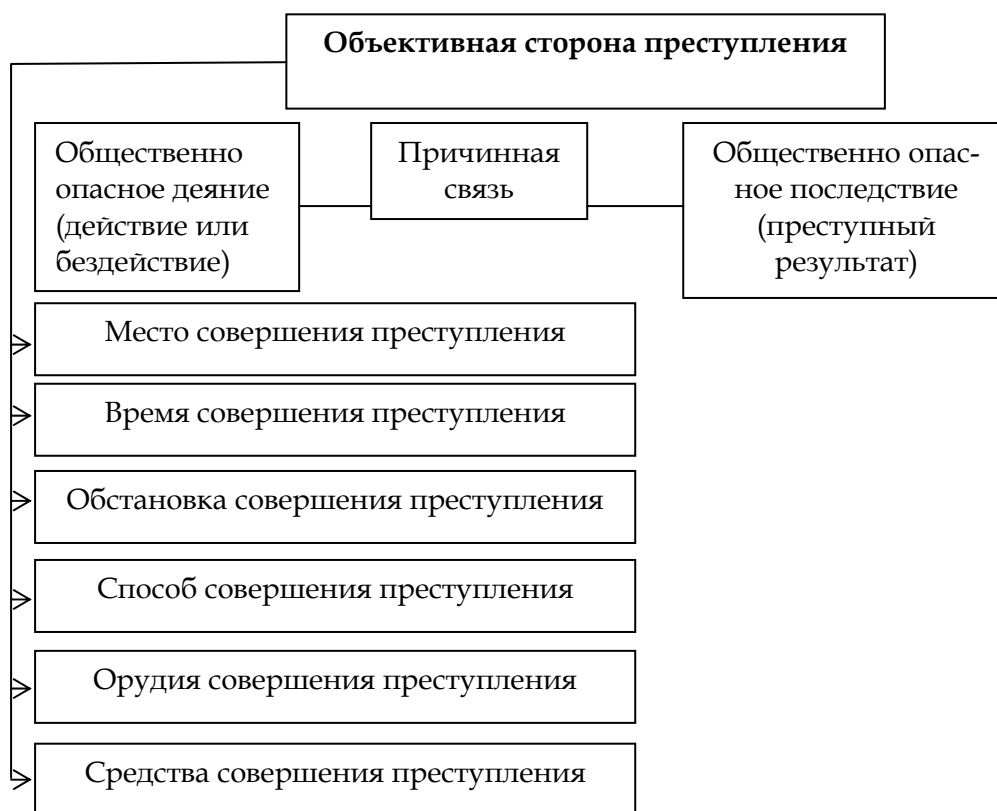 Объективная сторона преступления
Общественно
опасное деяние
(действие или
бездействие)
Причинная
связь
Общественно опас-
ное последствие
(преступный
результат)
Место совершения преступления
Время совершения преступления
Обстановка совершения преступления
Способ совершения преступления
Орудия совершения преступления
Средства совершения преступления